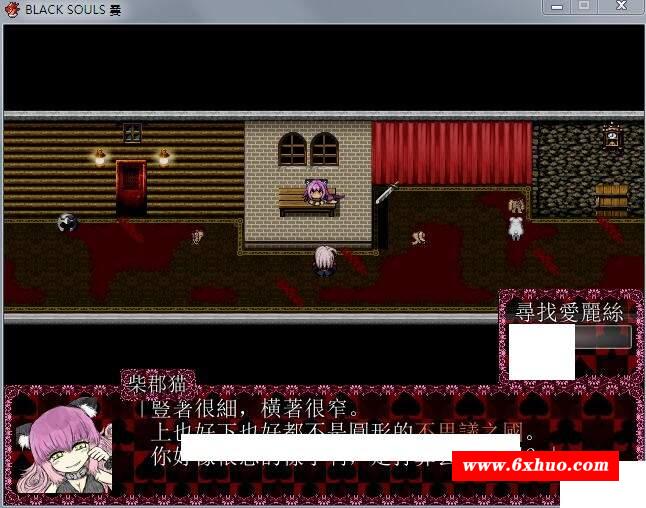 BLACK SOULS
尋找愛麗絲
柴郡猫
「豎著很細，橫著很窄。
上也好下也好都不是圓形的不思議之國。
www.6xhuo.com